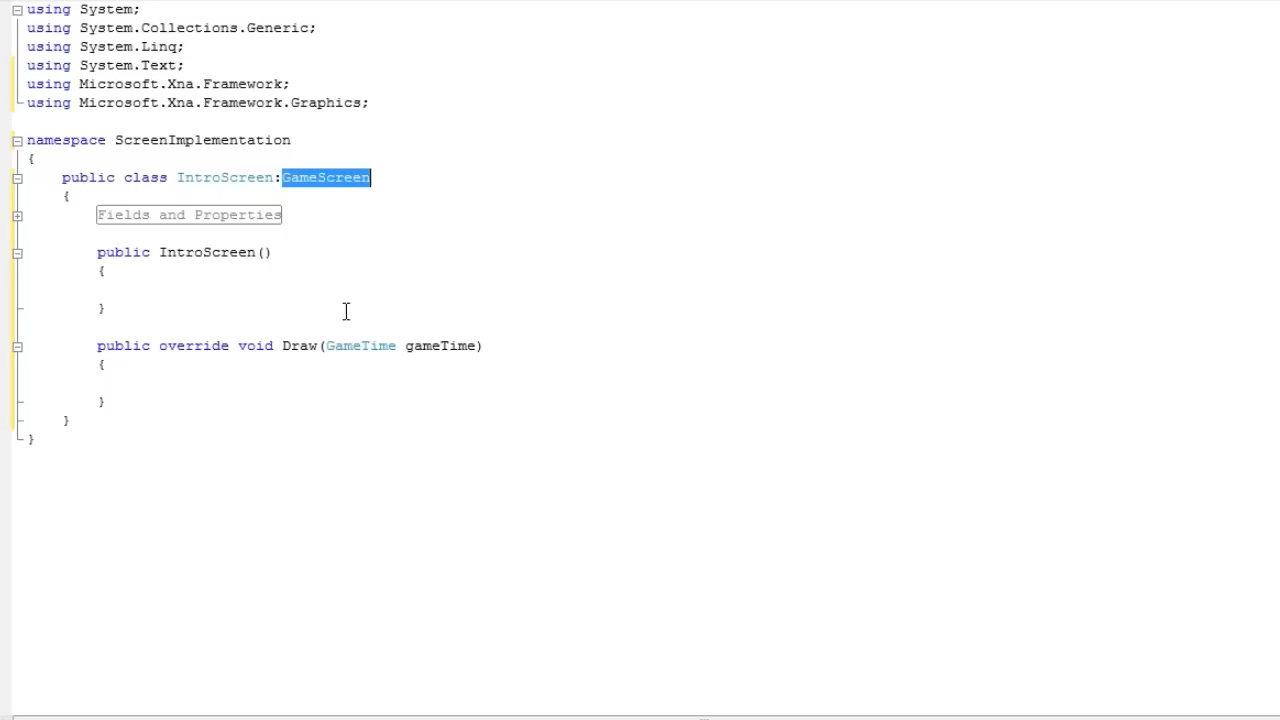 using System;
using System.Collections.Generic;
using System.Linq;
using System.Text;
using Microsoft.Xna.Framework;
using Microsoft.Xna.Framework.Graphics;
namespace ScreenImplementation
{
public class IntroScreen:GameScreen
{
Fields and Properties
public IntroScreen()
{
}
public override void Draw(GameTime gameTime)
{
}
}
}